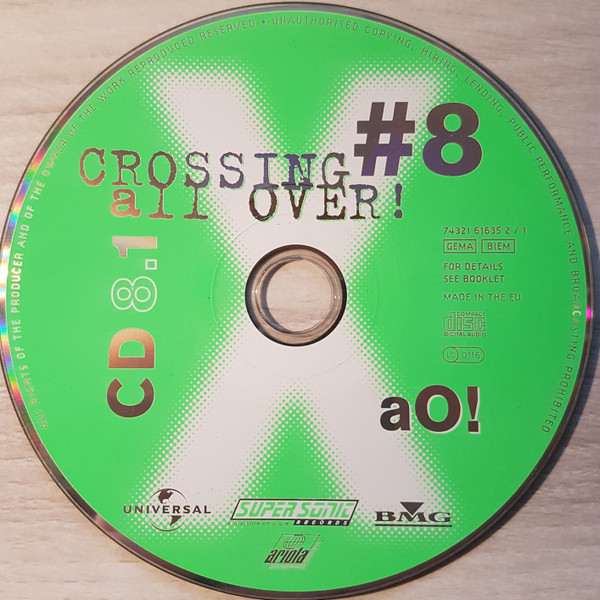 ALL RIGHTS OF THE PRODUCER AND OF THE OWNER OF THE WORK REPRODUCED RESERVED • UNAUTHORISED COPYING, HIRING, LENDING, PUBLIC PERFORMANCE AND BROADCASTING PROHIBITED
#8
CROSSING
all OVER!
CD 8.1
74321 61635 2 / 1
GEMA BIEM
FOR DETAILS
SEE BOOKLET
MADE IN THE EU
COMPACT
disc
DIGITAL AUDIO
LC 0116
aO!
UNIVERSAL
SUPER SONIC
RECORDS
BMG
ariola